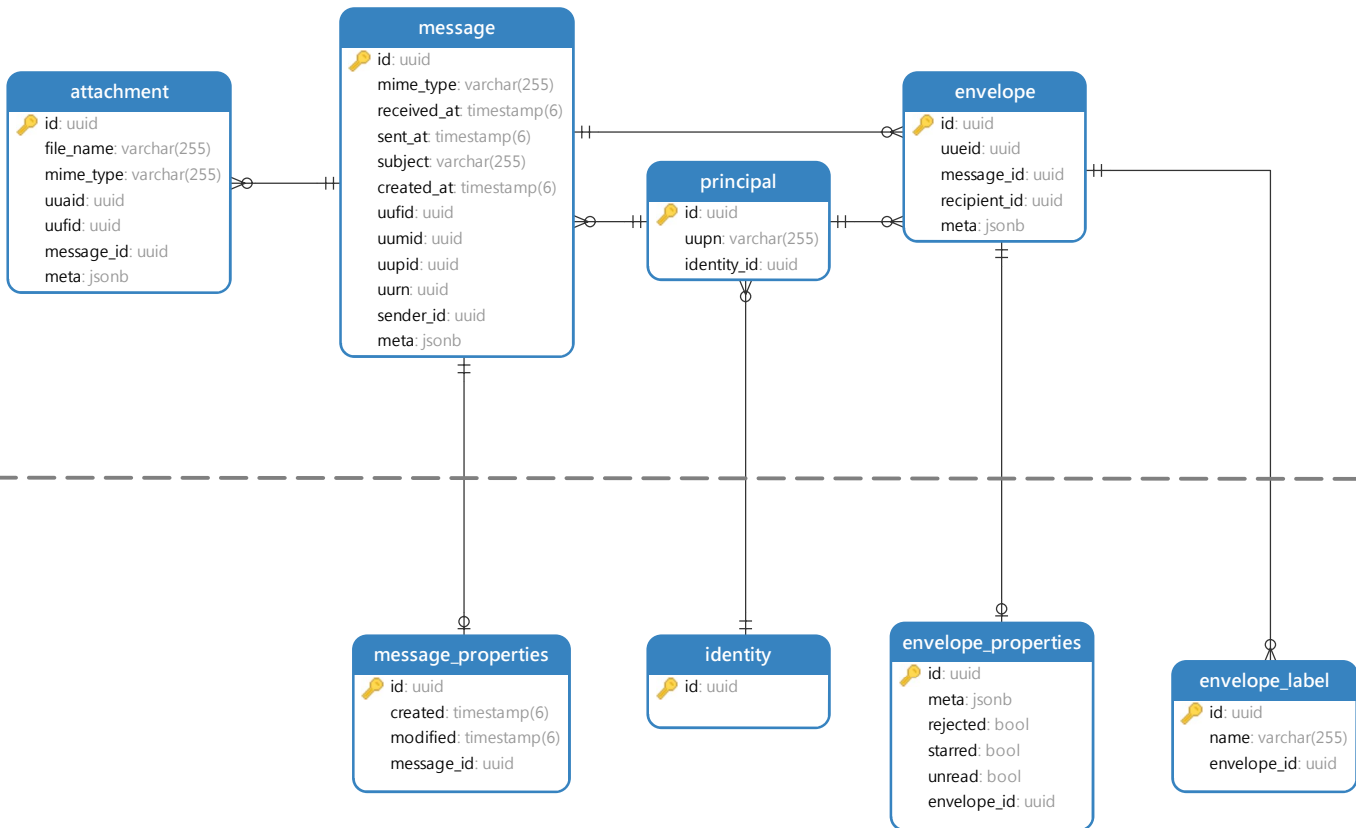 message
id: uuid
mime_type: varchar(255)
received_at: timestamp(6)
sent_at: timestamp(6)
subject: varchar(255)
created_at: timestamp(6)
uufid: uuid
uumid: uuid
uupid: uuid
uurn: uuid
sender_id: uuid
meta: jsonb
attachment
id: uuid
file_name: varchar(255)
mime_type: varchar(255)
uuaid: uuid
uufid: uuid
message_id: uuid
meta: jsonb
principal
id: uuid
uupn: varchar(255)
identity_id: uuid
envelope
id: uuid
uueid: uuid
message_id: uuid
recipient_id: uuid
meta: jsonb
message_properties
id: uuid
created: timestamp(6)
modified: timestamp(6)
message_id: uuid
identity
id: uuid
envelope_properties
id: uuid
meta: jsonb
rejected: bool
starred: bool
unread: bool
envelope_id: uuid
envelope_label
id: uuid
name: varchar(255)
envelope_id: uuid